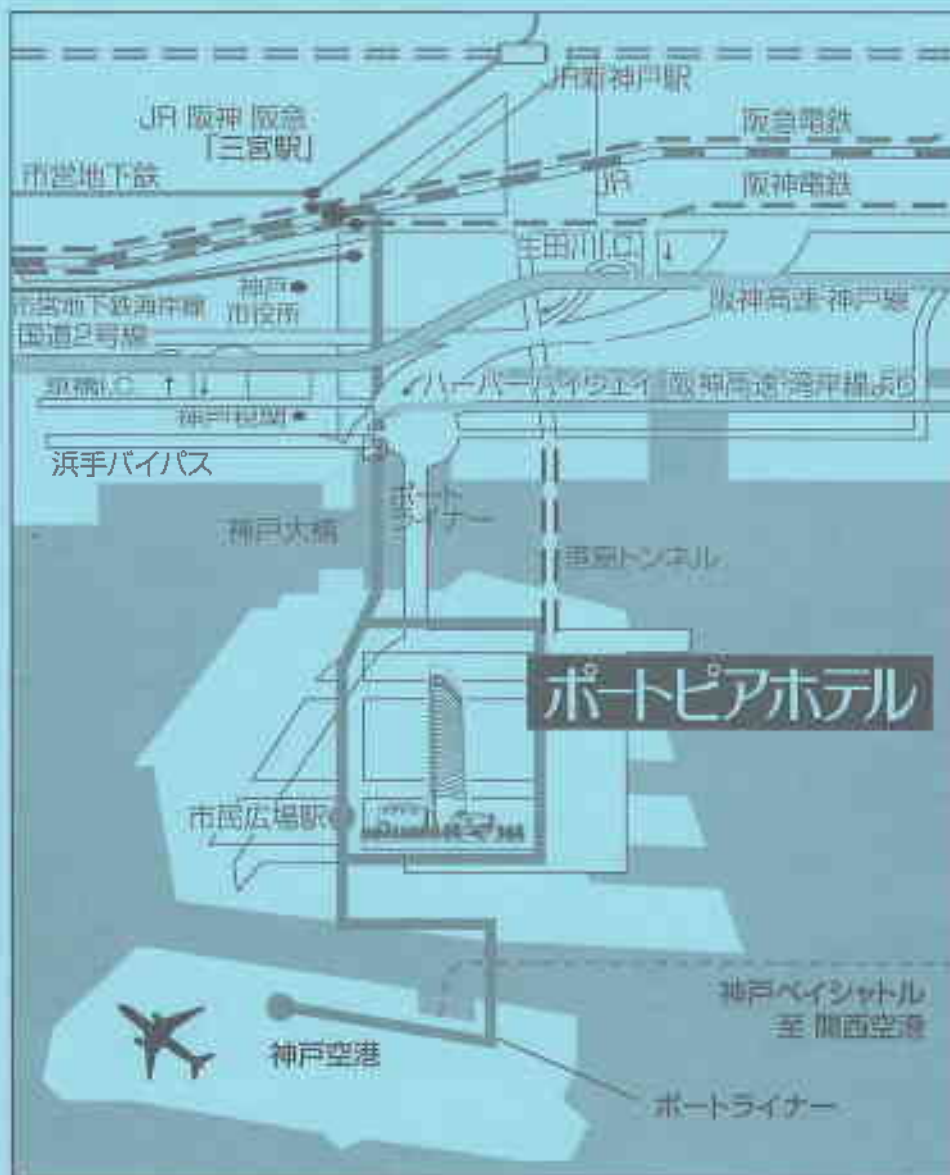 JR新神戸駅
JR 阪神 阪急
「三宮駅」
阪急電鉄
市営地下鉄
JR
阪神電鉄
生田川I.C.
神戸
市役所
市営地下鉄海岸線
国道2号線
阪神高速・神戸線
京橋I.C
ハーバーハイウェイ
阪神高速・湾岸線より
神戸税関
浜手バイパス
ポート
ライナー
神戸大橋
港島トンネル
ポートピアホテル
市民広場駅
神戸ベイシャトル
至 関西空港
神戸空港
ポートライナー